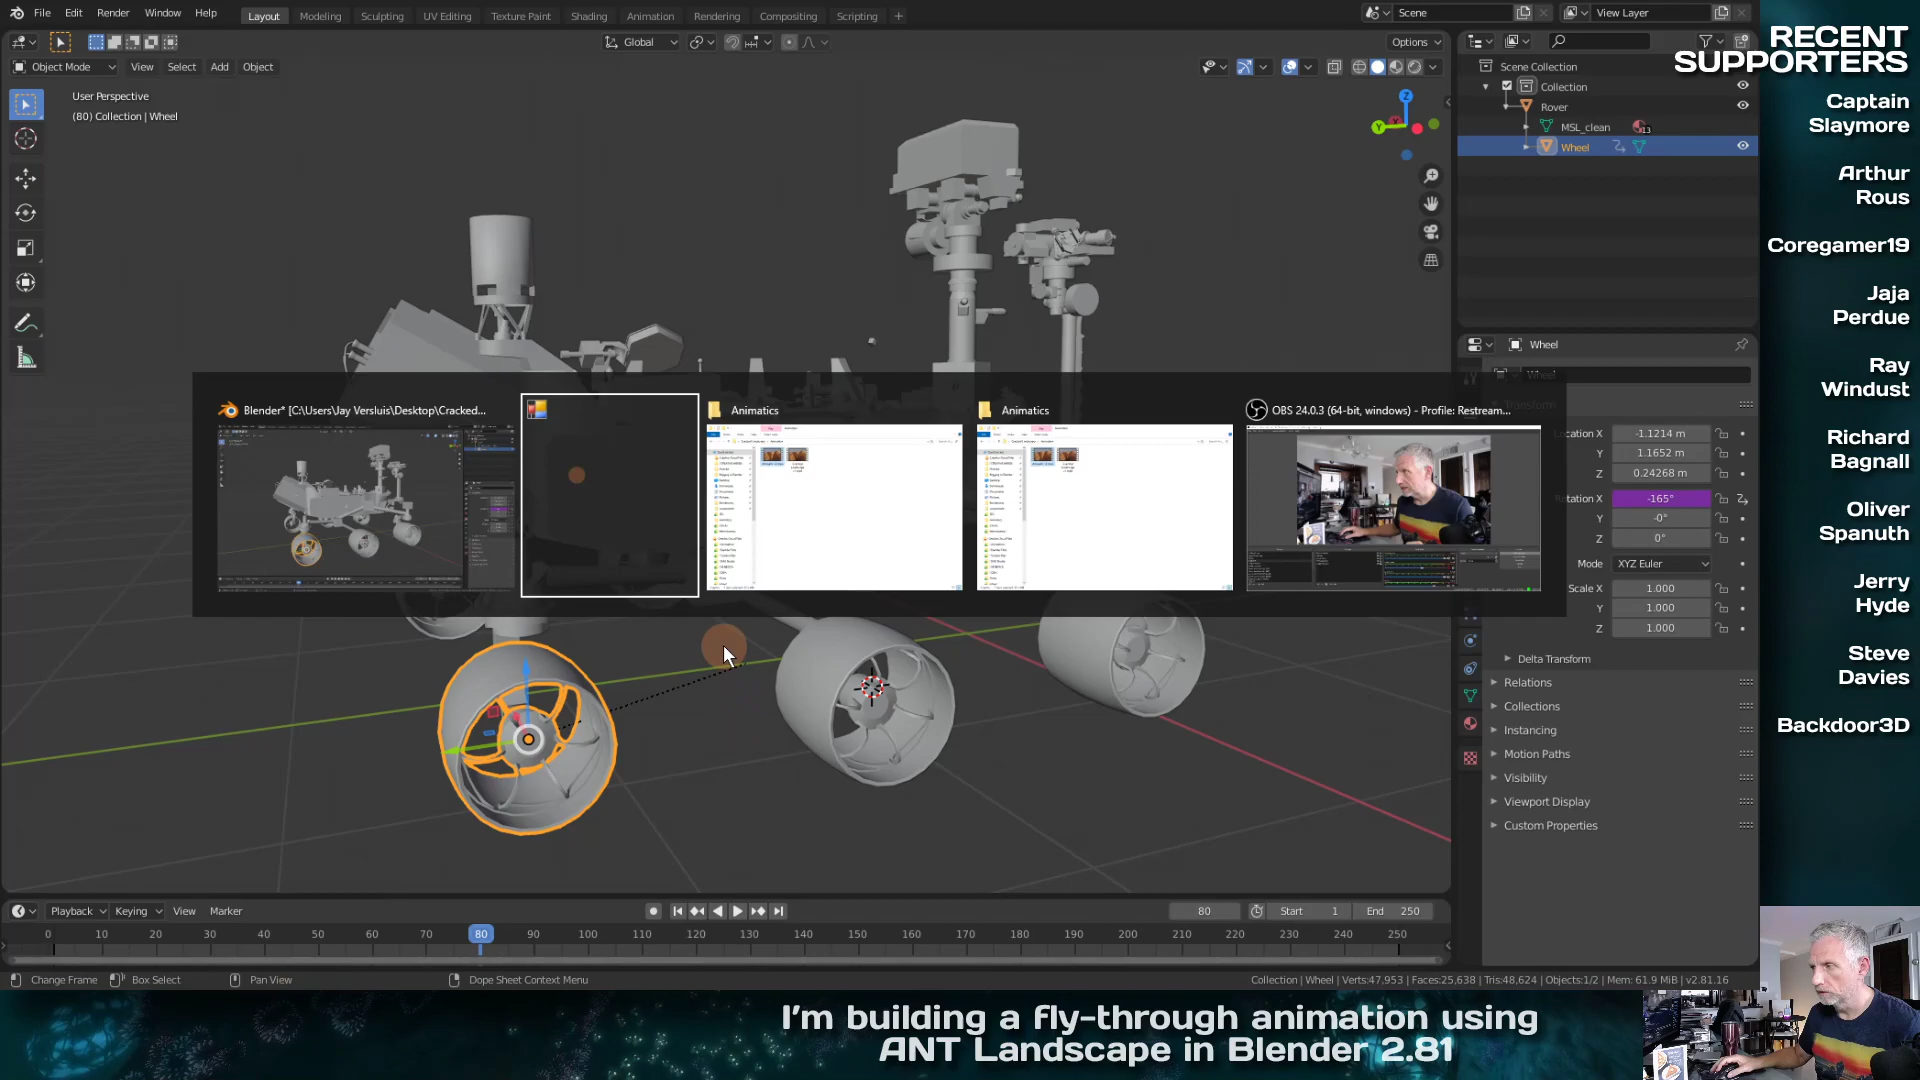 File Edit Render Window Help
Layout Modeling Sculpting UV Editing Texture Paint Shading Animation Rendering Compositing Scripting +
Scene
View Layer
Global
Options
Object Mode View Select Add Object
User Perspective
(80) Collection | Wheel
Z
Y
X
Scene Collection
Collection
Rover
MSL_clean
13
Wheel
Wheel
Wheel
Transform
Location X -1.1214 m
Y 1.1652 m
Z 0.24268 m
Rotation X -165°
Y -0°
Z 0°
Mode XYZ Euler
Scale X 1.000
Y 1.000
Z 1.000
Delta Transform
Relations
Collections
Instancing
Motion Paths
Visibility
Viewport Display
Custom Properties
Blender* [C:\Users\Jay Versluis\Desktop\Cracked...
Animatics
Animatics
OBS 24.0.3 (64-bit, windows) - Profile: Restream...
Playback Keying View Marker
80 Start 1 End 250
0 10 20 30 40 50 60 70 80 90 100 110 120 130 140 150 160 170 180 190 200 210 220 230 240 250
Change Frame Box Select Pan View Dope Sheet Context Menu
Collection | Wheel | Verts:47,953 | Faces:25,638 | Tris:48,624 | Objects:1/2 | Mem: 61.9 MiB | v2.81.16
RECENT
SUPPORTERS
Captain
Slaymore
Arthur
Rous
Coregamer19
Jaja
Perdue
Ray
Windust
Richard
Bagnall
Oliver
Spanuth
Jerry
Hyde
Steve
Davies
Backdoor3D
I'm building a fly-through animation using
ANT Landscape in Blender 2.81